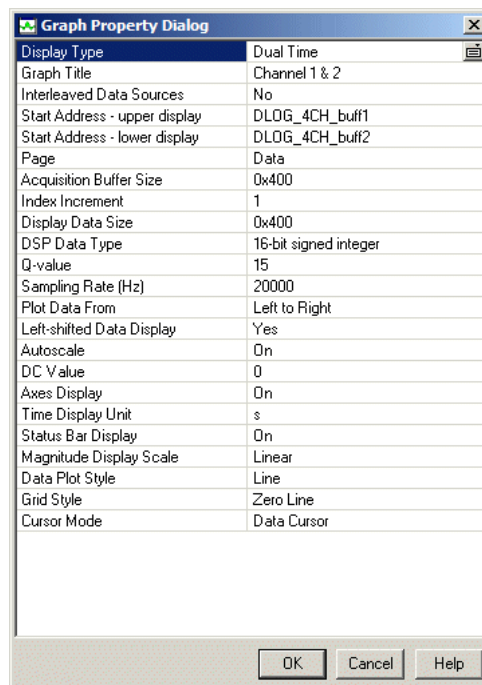 Graph Property Dialog
Display Type Dual Time
Graph Title Channel 1 & 2
Interleaved Data Sources No
Start Address - upper display DLOG_4CH_buff1
Start Address - lower display DLOG_4CH_buff2
Page Data
Acquisition Buffer Size 0x400
Index Increment 1
Display Data Size 0x400
DSP Data Type 16-bit signed integer
Q-value 15
Sampling Rate (Hz) 20000
Plot Data From Left to Right
Left-shifted Data Display Yes
Autoscale On
DC Value 0
Axes Display On
Time Display Unit s
Status Bar Display On
Magnitude Display Scale Linear
Data Plot Style Line
Grid Style Zero Line
Cursor Mode Data Cursor
OK Cancel Help